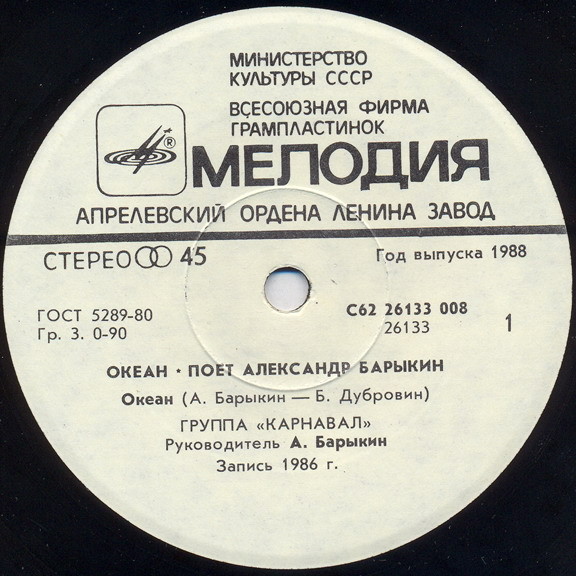 МИНИСТЕРСТВО
КУЛЬТУРЫ СССР
ВСЕСОЮЗНАЯ ФИРМА
ГРАМПЛАСТИНОК
®
МЕЛОДИЯ
АПРЕЛЕВСКИЙ ОРДЕНА ЛЕНИНА ЗАВОД
СТЕРЕО 45
Год выпуска 1988
ГОСТ 5289-80
Гр. 3. 0-90
С62 26133 008
26133
1
ОКЕАН • ПОЕТ АЛЕКСАНДР БАРЫКИН
Океан (А. Барыкин — Б. Дубровин)
ГРУППА «КАРНАВАЛ»
Руководитель А. Барыкин
Запись 1986 г.